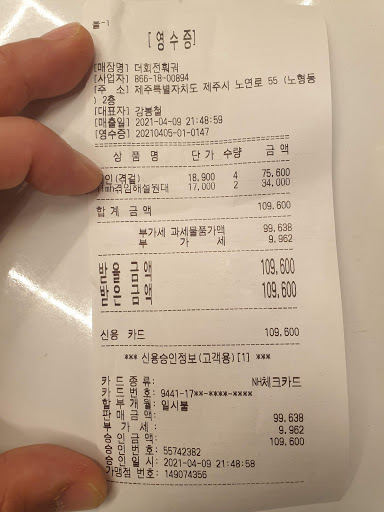 홀-1
[영수증]
[매장명] 더회전훠궈
[사업자] 866-18-00894
[주 소] 제주특별자치도 제주시 노연로 55 (노형동
) 2층
[대표자] 강봉철
[매출일] 2021-04-09 21:48:59
[영수증] 20210405-01-0147
상 품 명 단 가 수량 금 액
18,900 4 75,600
17,000 2 34,000
합 계 금 액 109,600
부가세 과세물품가액 99,638
부 가 세 9,962
받을금액 109,600
받은금액 109,600
신용 카드 109,600
*** 신용승인정보(고객용)[1] ***
카 드 종 류: NH체크카드
카 드 번 호: 9441-17**-****-****
할 부 개 월: 일시불
판 매 금 액: 99,638
부 가 세 : 9,962
승 인 금 액: 109,600
승 인 번 호: 55742382
승 인 일 시: 2021-04-09 21:48:58
가맹점 번호: 149074356